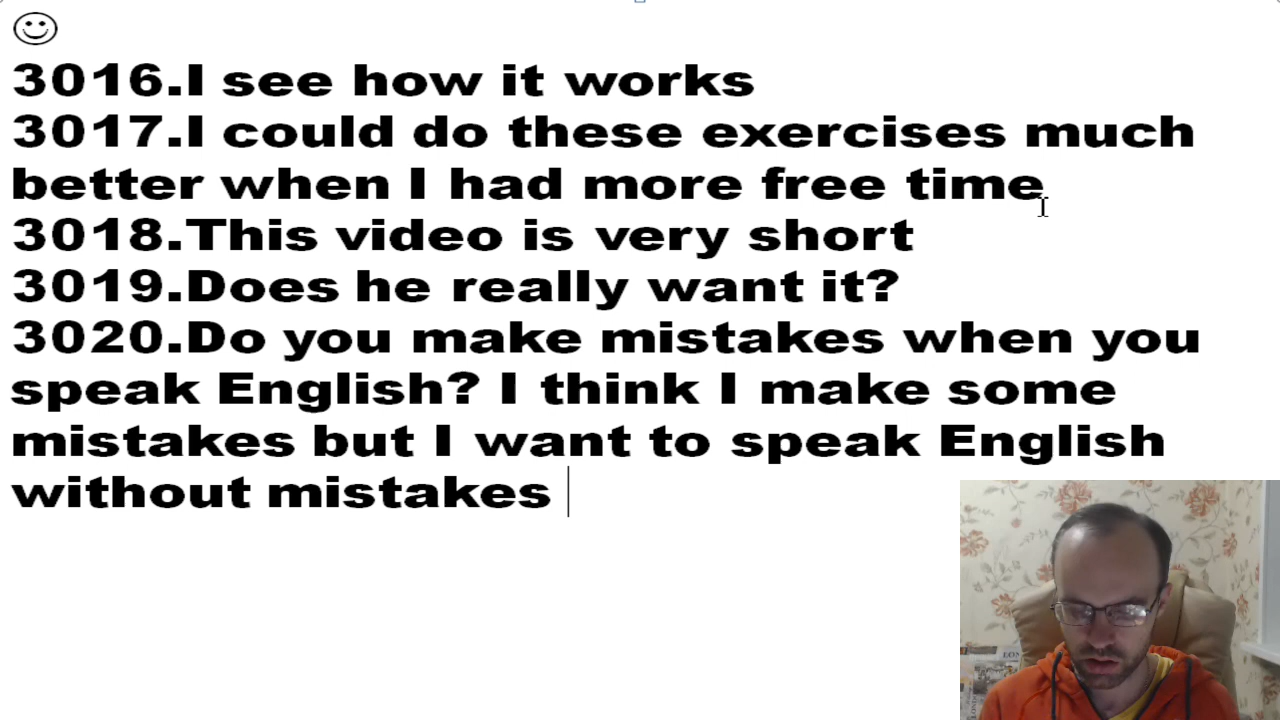 3016.I see how it works
3017.I could do these exercises much
better when I had more free time
3018.This video is very short
3019.Does he really want it?
3020.Do you make mistakes when you
speak English? I think I make some
mistakes but I want to speak English
without mistakes